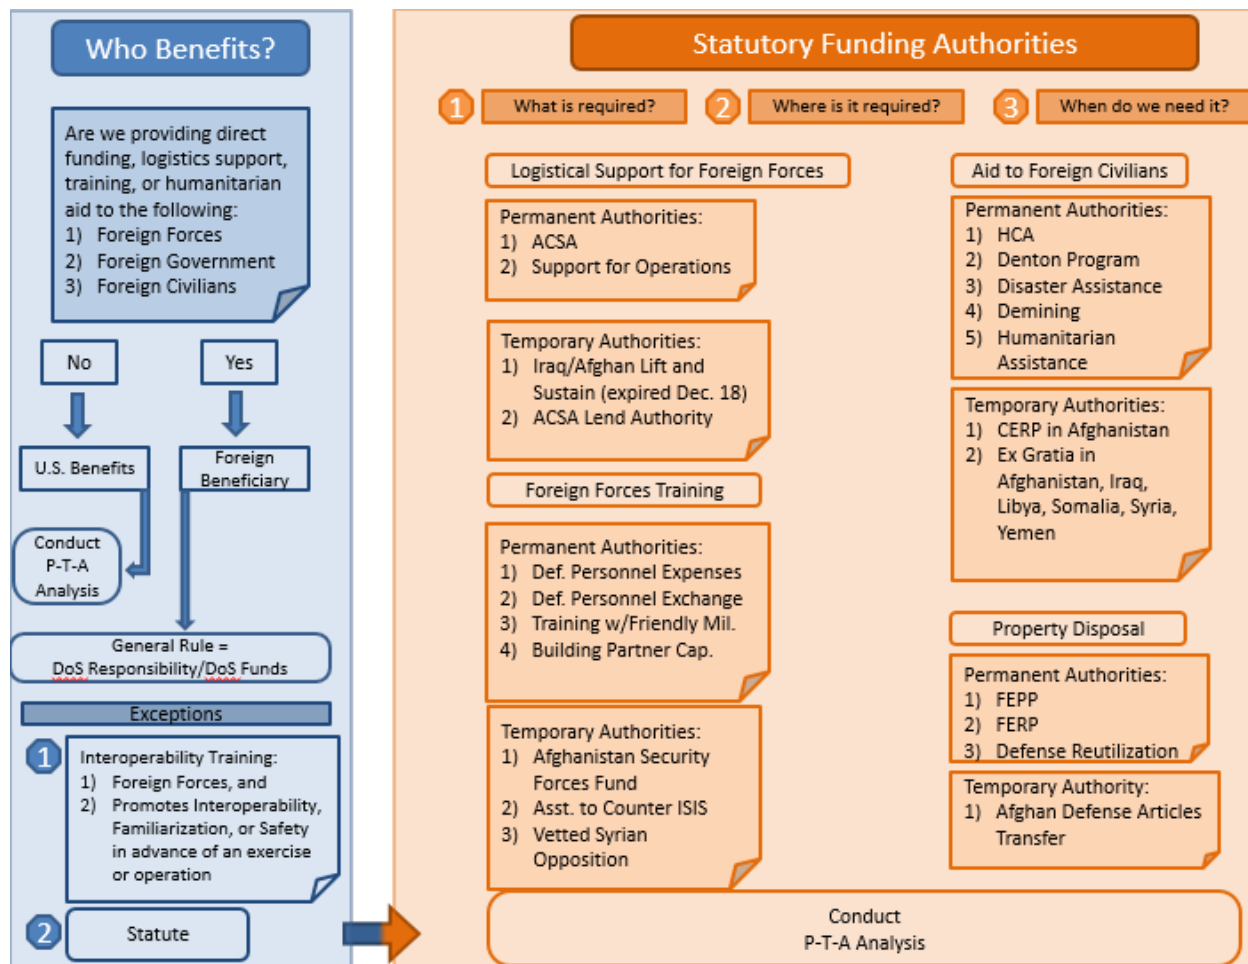 Who Benefits?
Are we providing direct
funding, logistics support,
training, or humanitarian
aid to the following:
1) Foreign Forces
2) Foreign Government
3) Foreign Civilians
No
Yes
U.S. Benefits
Foreign
Beneficiary
Conduct
P-T-A
Analysis
General Rule =
DoS Responsibility/DoS Funds
Exceptions
1
Interoperability Training:
1) Foreign Forces, and
2) Promotes Interoperability,
Familiarization, or Safety
in advance of an exercise
or operation
2
Statute
Statutory Funding Authorities
1 What is required?
2 Where is it required?
3 When do we need it?
Logistical Support for Foreign Forces
Permanent Authorities:
1) ACSA
2) Support for Operations
Temporary Authorities:
1) Iraq/Afghan Lift and
Sustain (expired Dec. 18)
2) ACSA Lend Authority
Foreign Forces Training
Permanent Authorities:
1) Def. Personnel Expenses
2) Def. Personnel Exchange
3) Training w/Friendly Mil.
4) Building Partner Cap.
Temporary Authorities:
1) Afghanistan Security
Forces Fund
2) Asst. to Counter ISIS
3) Vetted Syrian
Opposition
Aid to Foreign Civilians
Permanent Authorities:
1) HCA
2) Denton Program
3) Disaster Assistance
4) Demining
5) Humanitarian
Assistance
Temporary Authorities:
1) CERP in Afghanistan
2) Ex Gratia in
Afghanistan, Iraq,
Libya, Somalia, Syria,
Yemen
Property Disposal
Permanent Authorities:
1) FEPP
2) FERP
3) Defense Reutilization
Temporary Authority:
1) Afghan Defense Articles
Transfer
Conduct
P-T-A Analysis